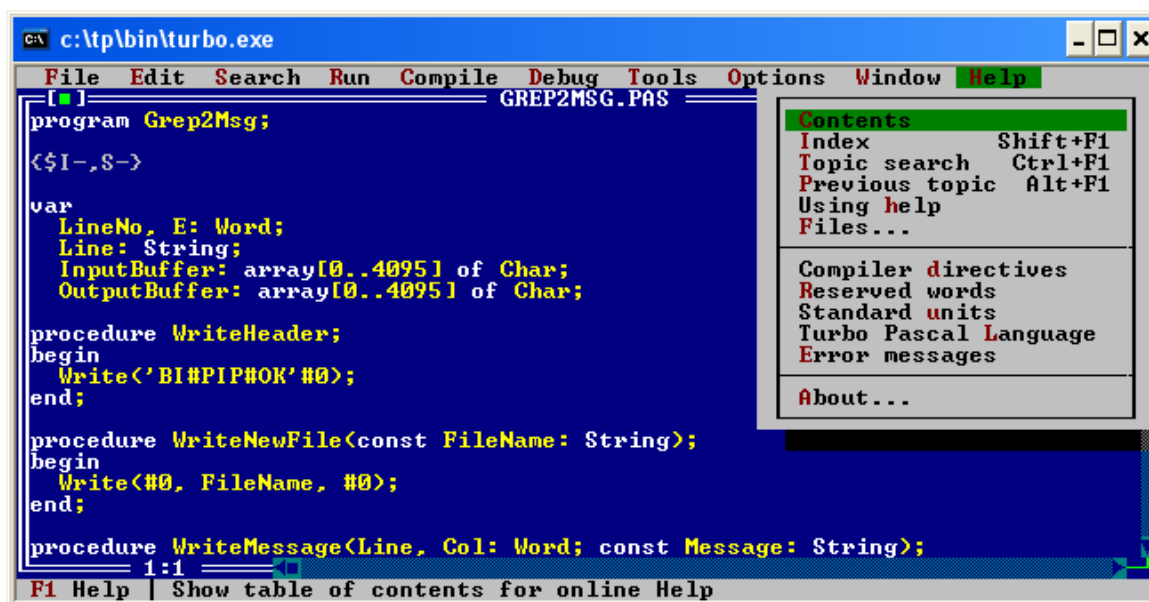 c:\tp\bin\turbo.exe
File Edit Search Run Compile Debug Tools Options Window Help
GREP2MSG.PAS
program Grep2Msg;
{$I-,S-}
var
LineNo, E: Word;
Line: String;
InputBuffer: array[0..4095] of Char;
OutputBuffer: array[0..4095] of Char;
procedure WriteHeader;
begin
Write('BI#PIP#OK'#0);
end;
procedure WriteNewFile(const FileName: String);
begin
Write(#0, FileName, #0);
end;
procedure WriteMessage(Line, Col: Word; const Message: String);
1:1
Contents
Index Shift+F1
Topic search Ctrl+F1
Previous topic Alt+F1
Using help
Files...
Compiler directives
Reserved words
Standard units
Turbo Pascal Language
Error messages
About...
F1 Help | Show table of contents for online Help